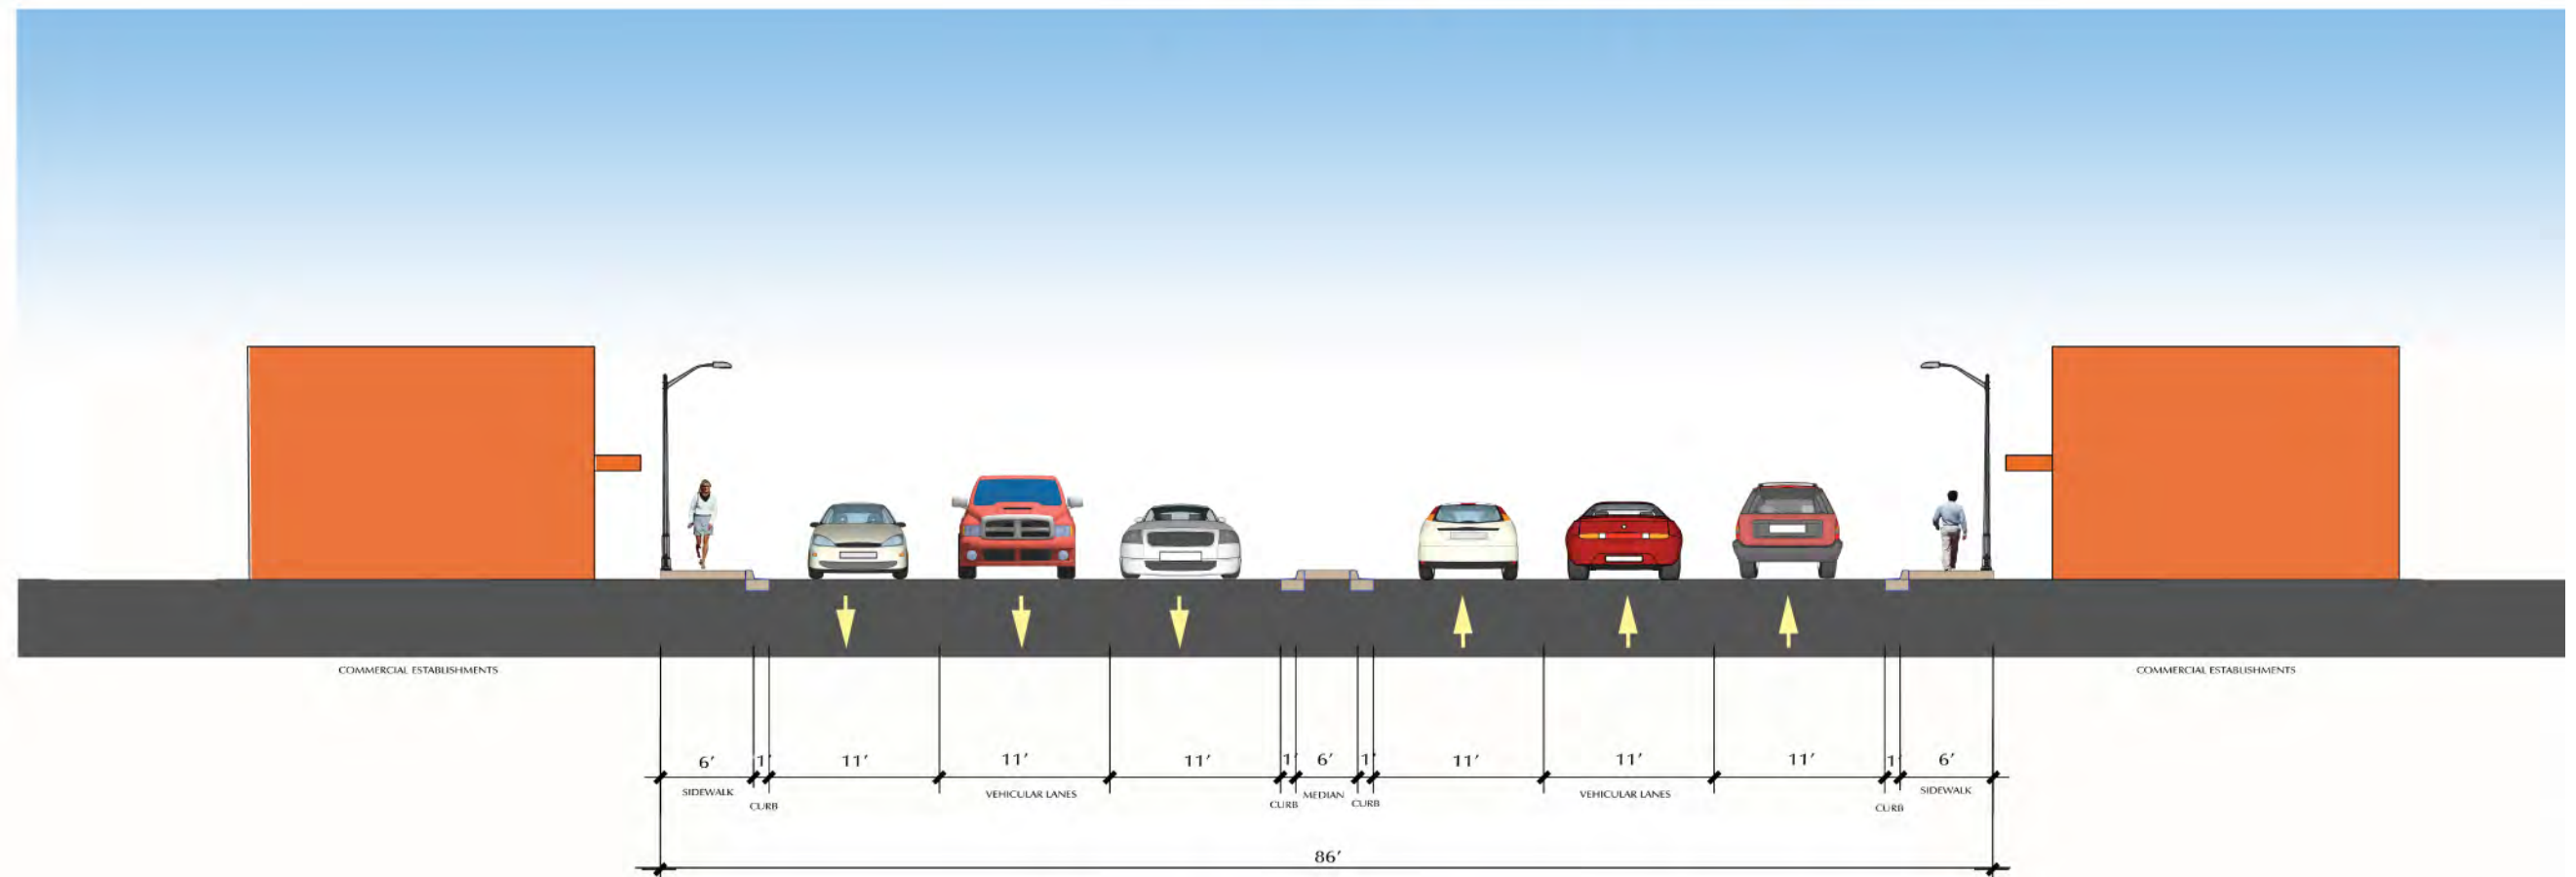 COMMERCIAL ESTABLISHMENTS
COMMERCIAL ESTABLISHMENTS
6' 1' 11' 11' 11' 1' 6' 1' 11' 11' 11' 1' 6'
SIDEWALK CURB VEHICULAR LANES CURB MEDIAN CURB VEHICULAR LANES CURB SIDEWALK
86'